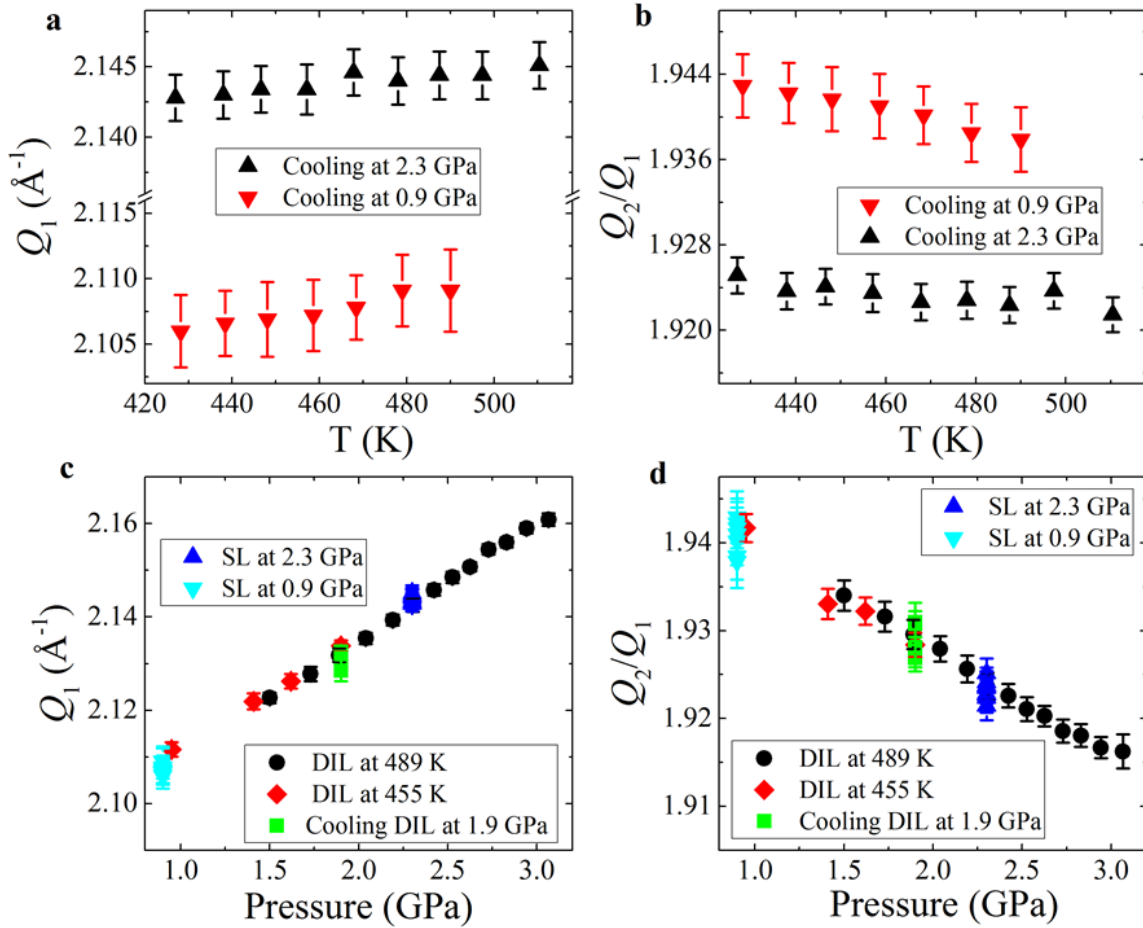 a
Q₁ (Å⁻¹)
2.145
2.140
2.115
2.110
2.105
Cooling at 2.3 GPa
Cooling at 0.9 GPa
420 440 460 480 500
T (K)
b
Q₂/Q₁
1.944
1.936
1.928
1.920
Cooling at 0.9 GPa
Cooling at 2.3 GPa
440 460 480 500
T (K)
c
Q₁ (Å⁻¹)
2.16
2.14
2.12
2.10
SL at 2.3 GPa
SL at 0.9 GPa
DIL at 489 K
DIL at 455 K
Cooling DIL at 1.9 GPa
1.0 1.5 2.0 2.5 3.0
Pressure (GPa)
d
Q₂/Q₁
1.94
1.93
1.92
1.91
SL at 2.3 GPa
SL at 0.9 GPa
DIL at 489 K
DIL at 455 K
Cooling DIL at 1.9 GPa
1.0 1.5 2.0 2.5 3.0
Pressure (GPa)